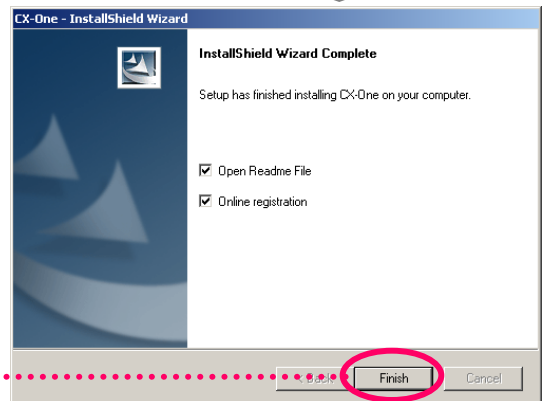 CX-One - InstallShield Wizard
InstallShield Wizard Complete
Setup has finished installing CX-One on your computer.
Open Readme File
Online registration
< Back
Finish
Cancel